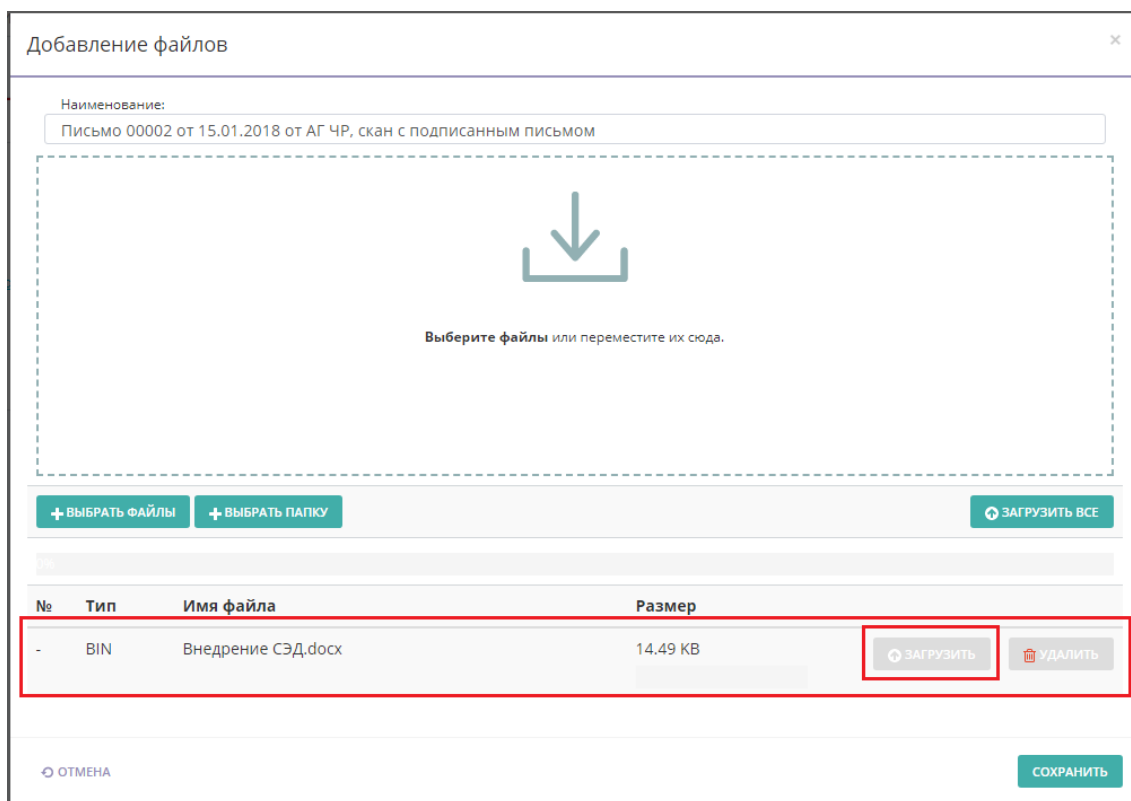 Добавление файлов
Наименование:
Письмо 00002 от 15.01.2018 от АГ ЧР, скан с подписанным письмом
Выберите файлы или переместите их сюда.
ВЫБРАТЬ ФАЙЛЫ ВЫБРАТЬ ПАПКУ ЗАГРУЗИТЬ ВСЕ
№ Тип Имя файла Размер
- BIN Внедрение СЭД.docx 14.49 KB ЗАГРУЗИТЬ УДАЛИТЬ
ОТМЕНА СОХРАНИТЬ